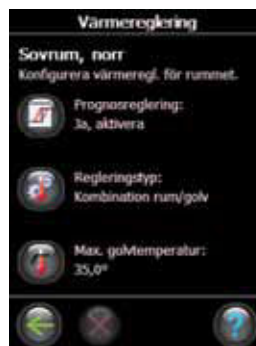 Värmereglering
Sovrum, norr
Konfigurera värmeregl. för rummet.
Prognosreglering:
Ja, aktivera
Regleringstyp:
Kombination rum/golv
Max. golvtemperatur:
35,0°
?